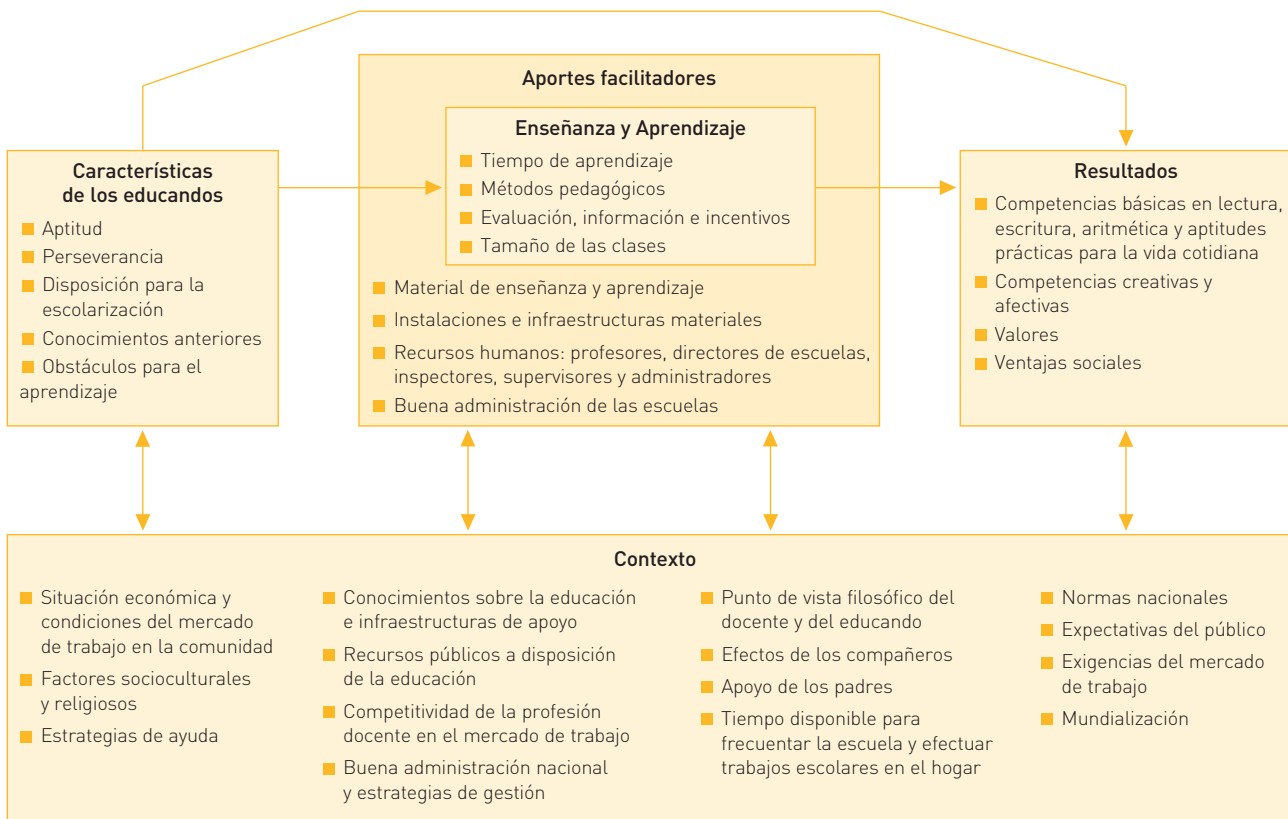 Aportes facilitadores
Enseñanza y Aprendizaje
■ Tiempo de aprendizaje
■ Métodos pedagógicos
■ Evaluación, información e incentivos
■ Tamaño de las clases
■ Material de enseñanza y aprendizaje
■ Instalaciones e infraestructuras materiales
■ Recursos humanos: profesores, directores de escuelas,
inspectores, supervisores y administradores
■ Buena administración de las escuelas
Características
de los educandos
■ Aptitud
■ Perseverancia
■ Disposición para la
escolarización
■ Conocimientos anteriores
■ Obstáculos para el
aprendizaje
Resultados
■ Competencias básicas en lectura,
escritura, aritmética y aptitudes
prácticas para la vida cotidiana
■ Competencias creativas y
afectivas
■ Valores
■ Ventajas sociales
Contexto
■ Situación económica y
condiciones del mercado
de trabajo en la comunidad
■ Factores socioculturales
y religiosos
■ Estrategias de ayuda
■ Conocimientos sobre la educación
e infraestructuras de apoyo
■ Recursos públicos a disposición
de la educación
■ Competitividad de la profesión
docente en el mercado de trabajo
■ Buena administración nacional
y estrategias de gestión
■ Punto de vista filosófico del
docente y del educando
■ Efectos de los compañeros
■ Apoyo de los padres
■ Tiempo disponible para
frecuentar la escuela y efectuar
trabajos escolares en el hogar
■ Normas nacionales
■ Expectativas del público
■ Exigencias del mercado
de trabajo
■ Mundialización